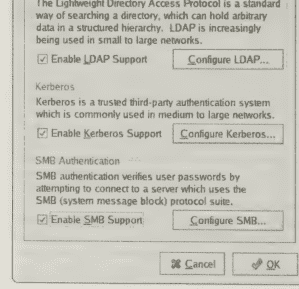 The Lightweight Directory Access Protocol is a standard
way of searching a directory, which can hold arbitrary
data in a structured hierarchy. LDAP is increasingly
being used in small to large networks.
Enable LDAP Support
Configure LDAP...
Kerberos
Kerberos is a trusted third-party authentication system
which is commonly used in medium to large networks.
Enable Kerberos Support
Configure Kerberos...
SMB Authentication
SMB authentication verifies user passwords by
attempting to connect to a server which uses the
SMB (system message block) protocol suite.
Enable SMB Support
Configure SMB...
Cancel
OK